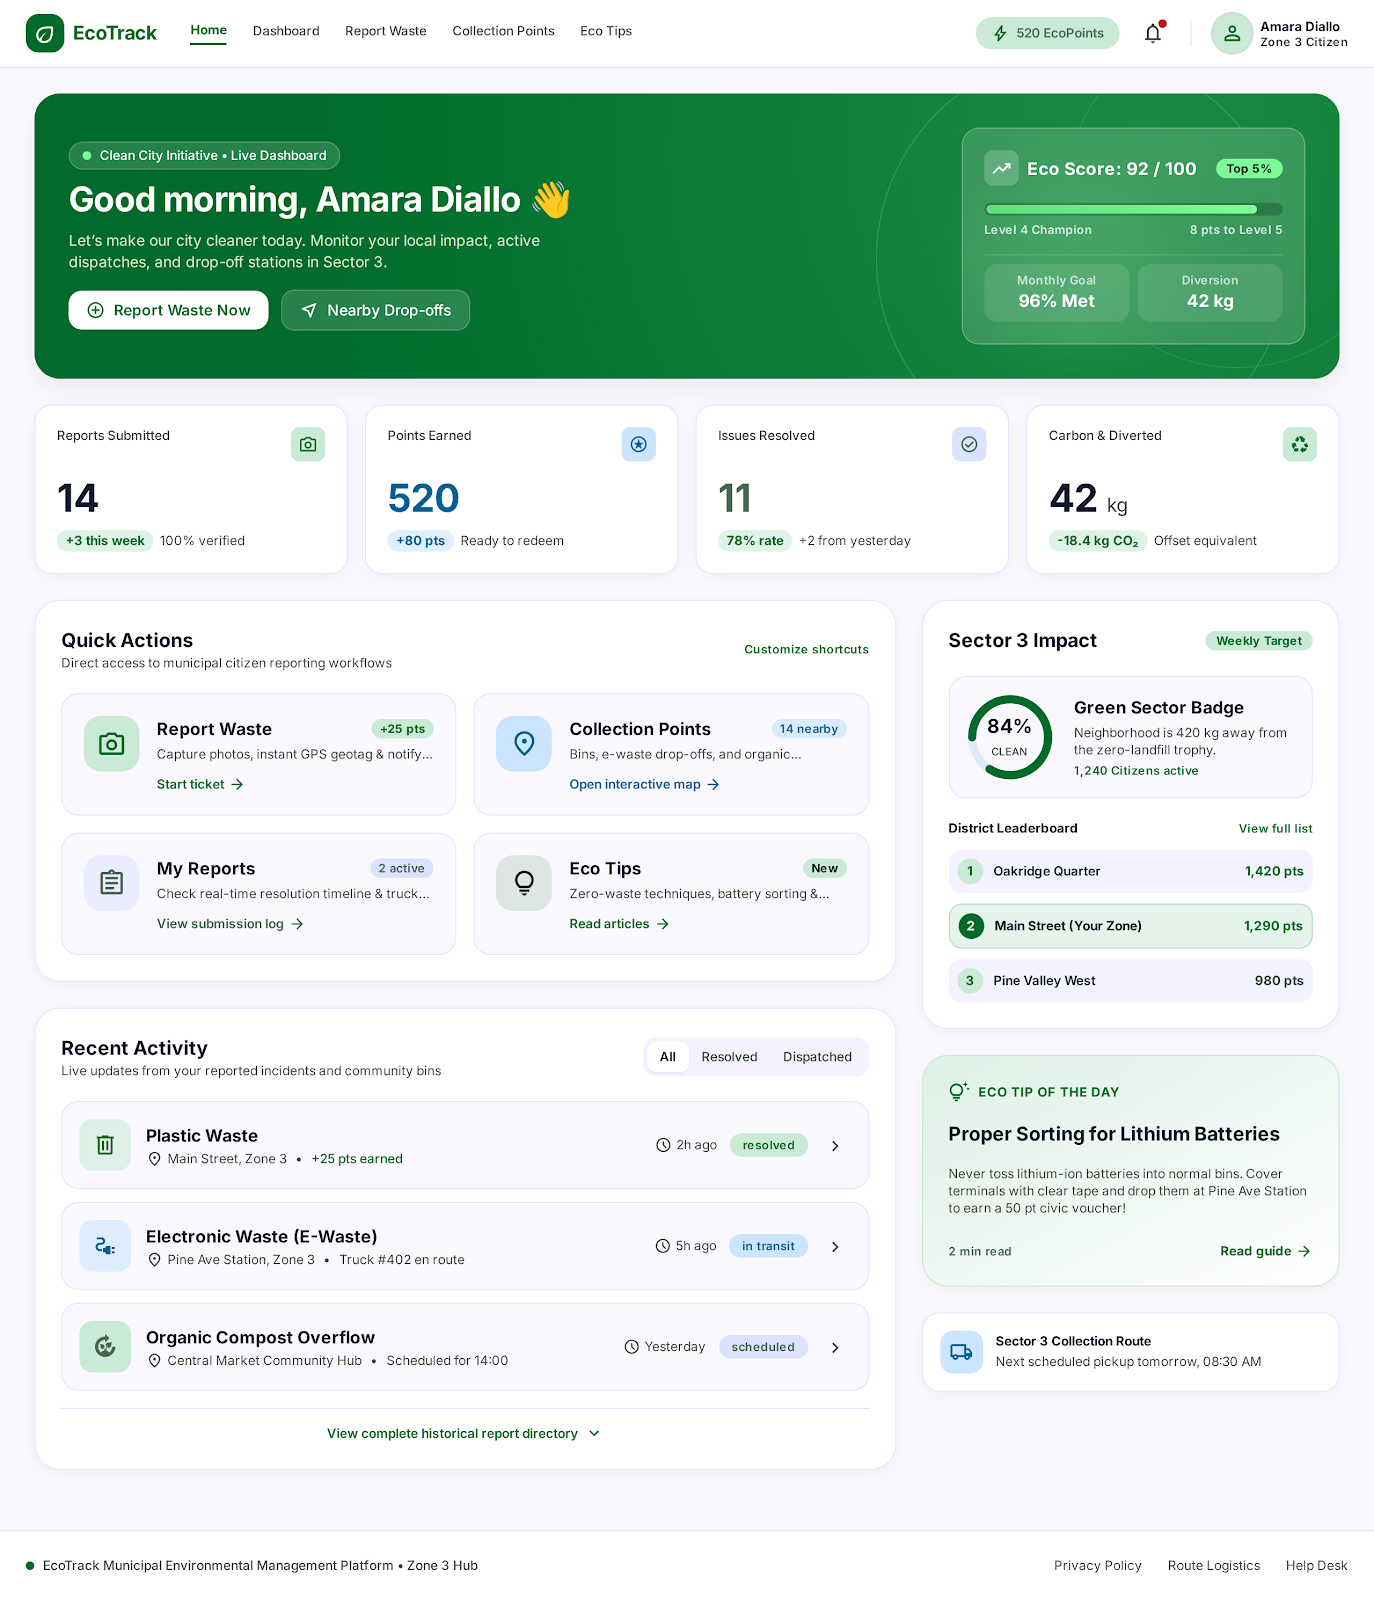 EcoTrack
Home
Dashboard
Report Waste
Collection Points
Eco Tips
520 EcoPoints
Amara Diallo
Zone 3 Citizen
Clean City Initiative • Live Dashboard
Good morning, Amara Diallo 👋
Let's make our city cleaner today. Monitor your local impact, active
dispatches, and drop-off stations in Sector 3.
Report Waste Now
Nearby Drop-offs
Eco Score: 92 / 100
Top 5%
Level 4 Champion
8 pts to Level 5
Monthly Goal
96% Met
Diversion
42 kg
Reports Submitted
14
+3 this week
100% verified
Points Earned
520
+80 pts
Ready to redeem
Issues Resolved
11
78% rate
+2 from yesterday
Carbon & Diverted
42 kg
-18.4 kg CO₂
Offset equivalent
Quick Actions
Direct access to municipal citizen reporting workflows
Customize shortcuts
Report Waste
+25 pts
Capture photos, instant GPS geotag & notify...
Start ticket
Collection Points
14 nearby
Bins, e-waste drop-offs, and organic...
Open interactive map
My Reports
2 active
Check real-time resolution timeline & truck...
View submission log
Eco Tips
New
Zero-waste techniques, battery sorting &...
Read articles
Recent Activity
Live updates from your reported incidents and community bins
All
Resolved
Dispatched
Plastic Waste
Main Street, Zone 3 • +25 pts earned
2h ago
resolved
Electronic Waste (E-Waste)
Pine Ave Station, Zone 3 • Truck #402 en route
5h ago
in transit
Organic Compost Overflow
Central Market Community Hub • Scheduled for 14:00
Yesterday
scheduled
View complete historical report directory
Sector 3 Impact
Weekly Target
84%
CLEAN
Green Sector Badge
Neighborhood is 420 kg away from
the zero-landfill trophy.
1,240 Citizens active
District Leaderboard
View full list
1 Oakridge Quarter 1,420 pts
2 Main Street (Your Zone) 1,290 pts
3 Pine Valley West 980 pts
ECO TIP OF THE DAY
Proper Sorting for Lithium Batteries
Never toss lithium-ion batteries into normal bins. Cover
terminals with clear tape and drop them at Pine Ave Station
to earn a 50 pt civic voucher!
2 min read
Read guide
Sector 3 Collection Route
Next scheduled pickup tomorrow, 08:30 AM
EcoTrack Municipal Environmental Management Platform • Zone 3 Hub
Privacy Policy
Route Logistics
Help Desk